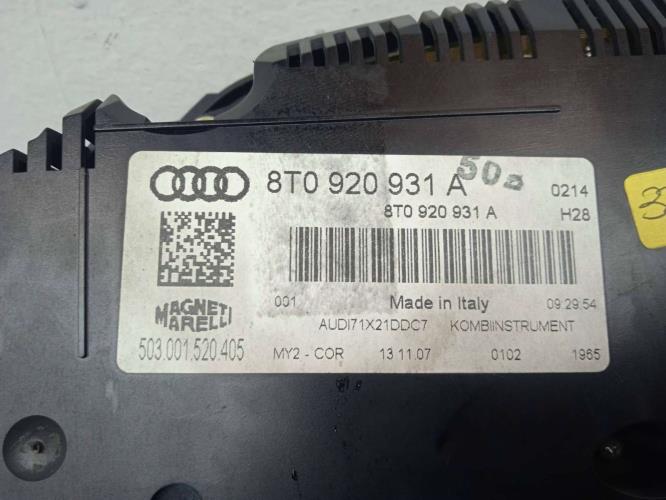 8T0 920 931 A 50
0214
8T0 920 931 A
H28
001
Made in Italy
09:29:54
MAGNETI
MARELLI
AUDI71X21DDC7 KOMBIINSTRUMENT
503.001.520.405
MY2 - COR 13 11.07 0102 1965
3